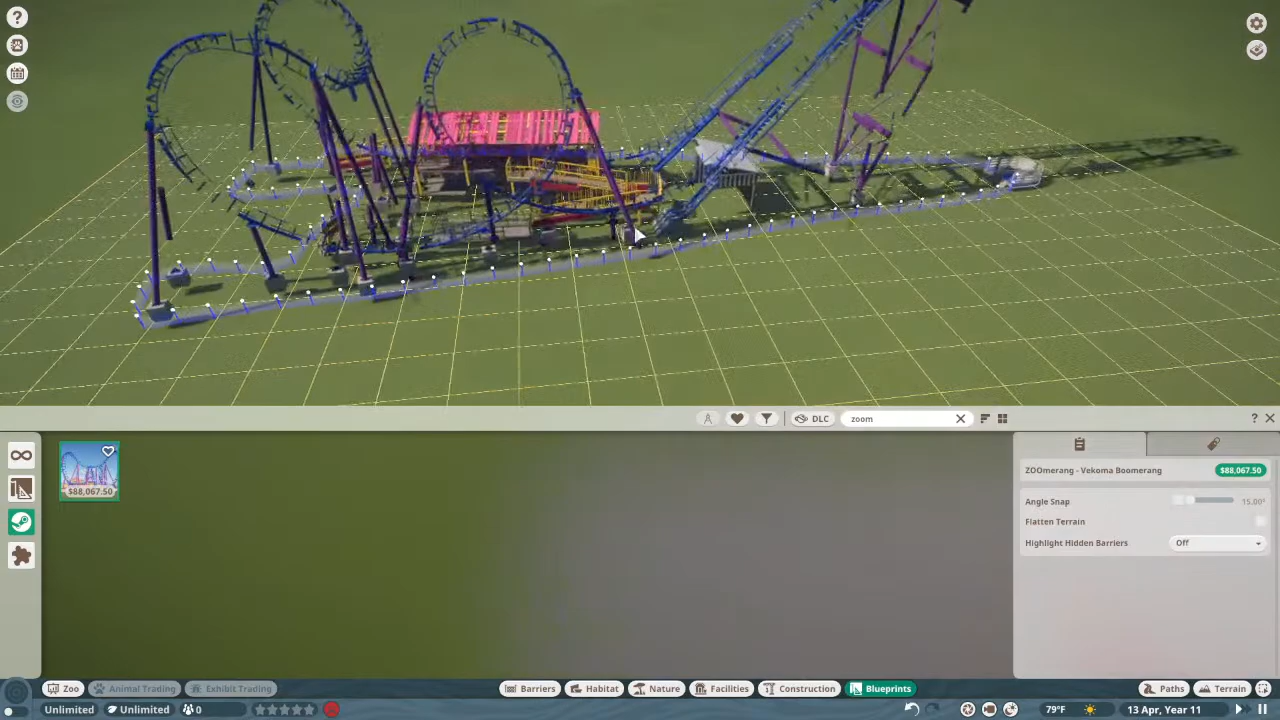 ?
DLC
zoom
?
$88,067.50
ZOOmerang - Vekoma Boomerang
$88,067.50
Angle Snap
15.00°
Flatten Terrain
Highlight Hidden Barriers
Off
Zoo
Animal Trading
Exhibit Trading
Barriers
Habitat
Nature
Facilities
Construction
Blueprints
Paths
Terrain
Unlimited
Unlimited
0
79°F
13 Apr, Year 11